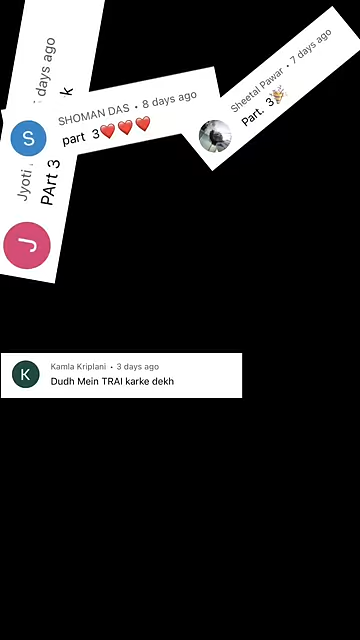 days ago
k
Jyoti
PArt 3
J
SHOMAN DAS • 8 days ago
S
part 3❤️❤️❤️
Sheetal Pawar • 7 days ago
Part. 3🎉
Kamla Kriplani • 3 days ago
K
Dudh Mein TRAI karke dekh